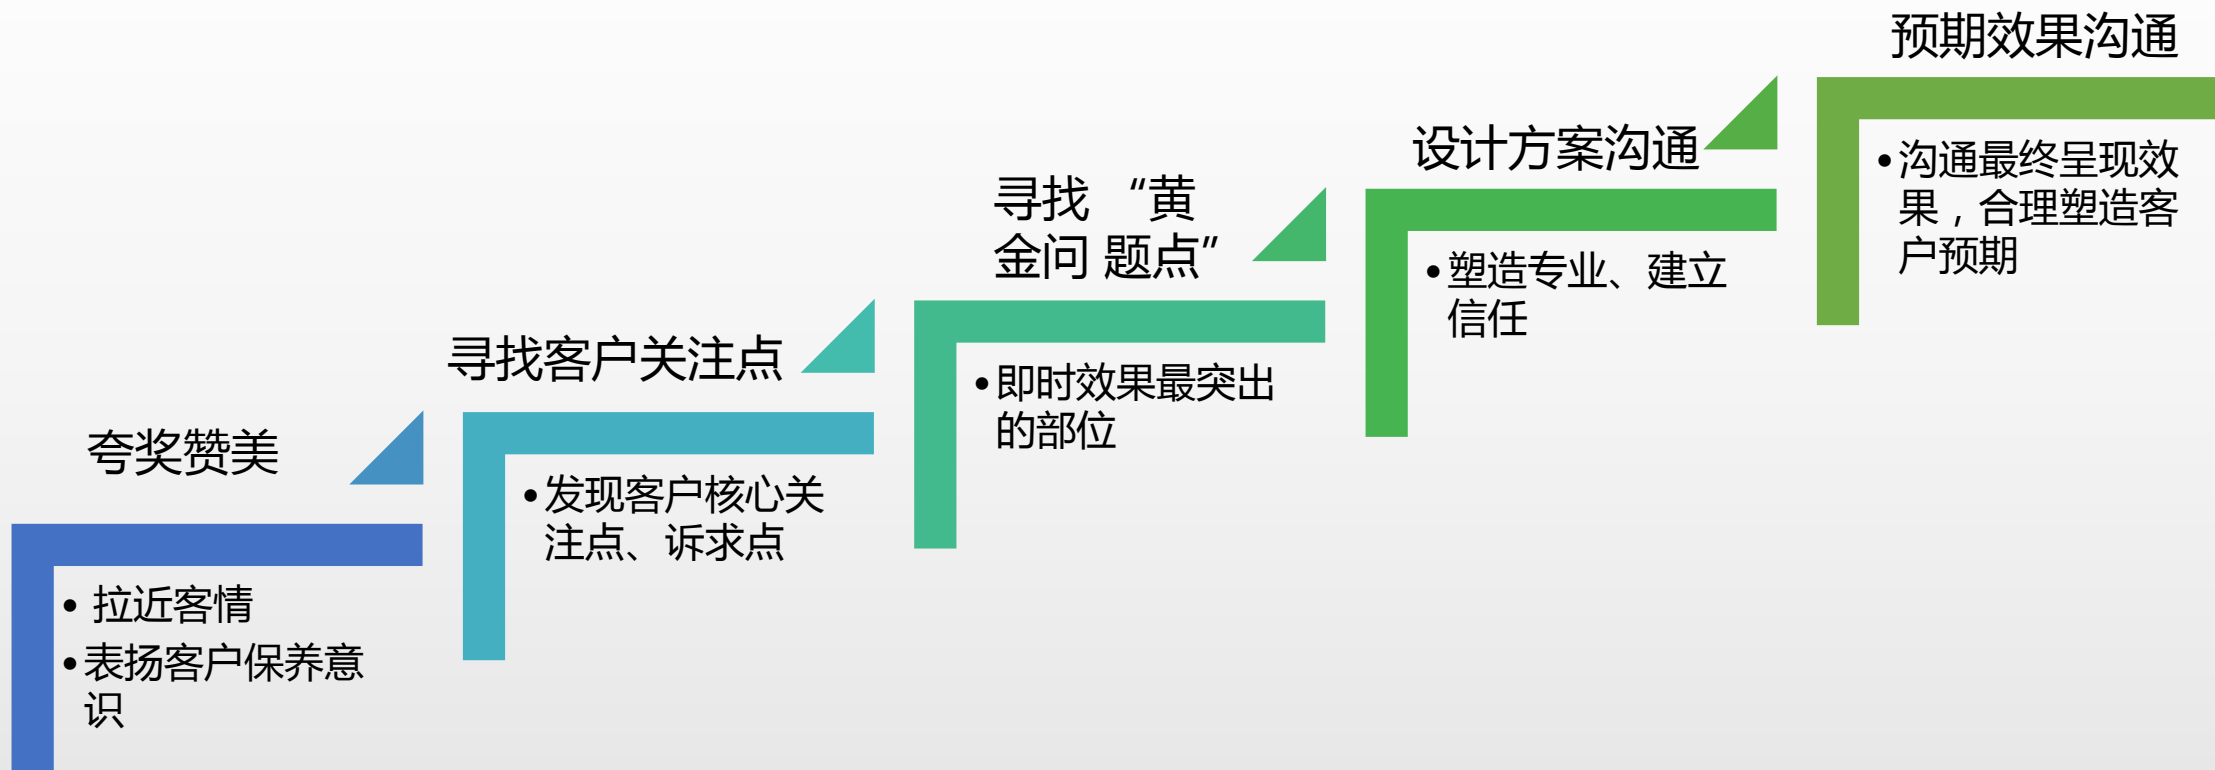 夸奖赞美
• 拉近客情
•表扬客户保养意
识
寻找客户关注点
•发现客户核心关
注点、诉求点
寻找 “黄
金问 题点”
•即时效果最突出
的部位
设计方案沟通
•塑造专业、建立
信任
预期效果沟通
•沟通最终呈现效
果，合理塑造客
户预期